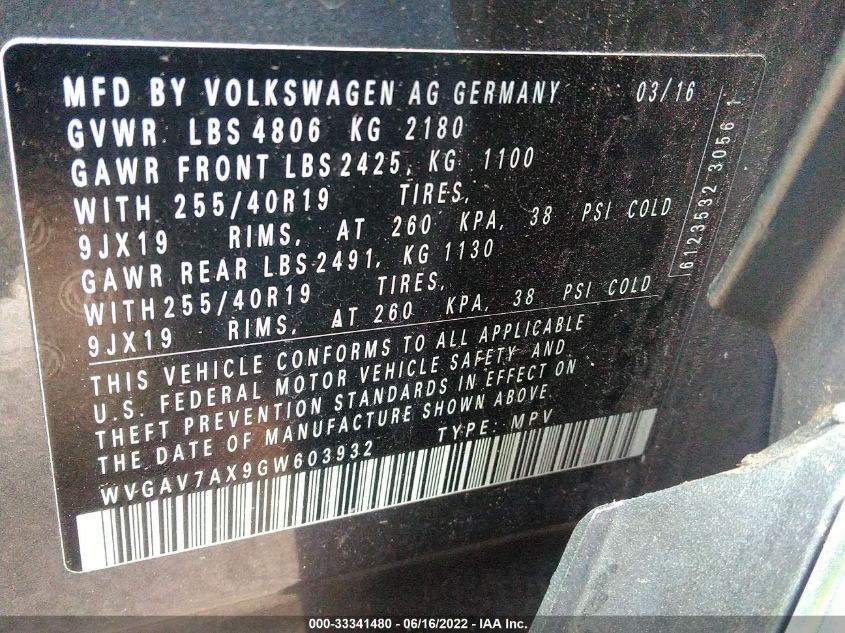 MFD BY VOLKSWAGEN AG GERMANY 03/16
GVWR LBS 4806 KG 2180
GAWR FRONT LBS 2425, KG 1100
WITH 255/40R19 TIRES,
9JX19 RIMS, AT 260 KPA, 38 PSI COLD
GAWR REAR LBS 2491, KG 1130
WITH 255/40R19 TIRES,
9JX19 RIMS, AT 260 KPA, 38 PSI COLD
THIS VEHICLE CONFORMS TO ALL APPLICABLE
U.S. FEDERAL MOTOR VEHICLE SAFETY AND
THEFT PREVENTION STANDARDS IN EFFECT ON
THE DATE OF MANUFACTURE SHOWN ABOVE.
WVGAV7AX9GW603932 TYPE: MPV
6123532 3056 1
000-33341480 - 06/16/2022 - IAA Inc.